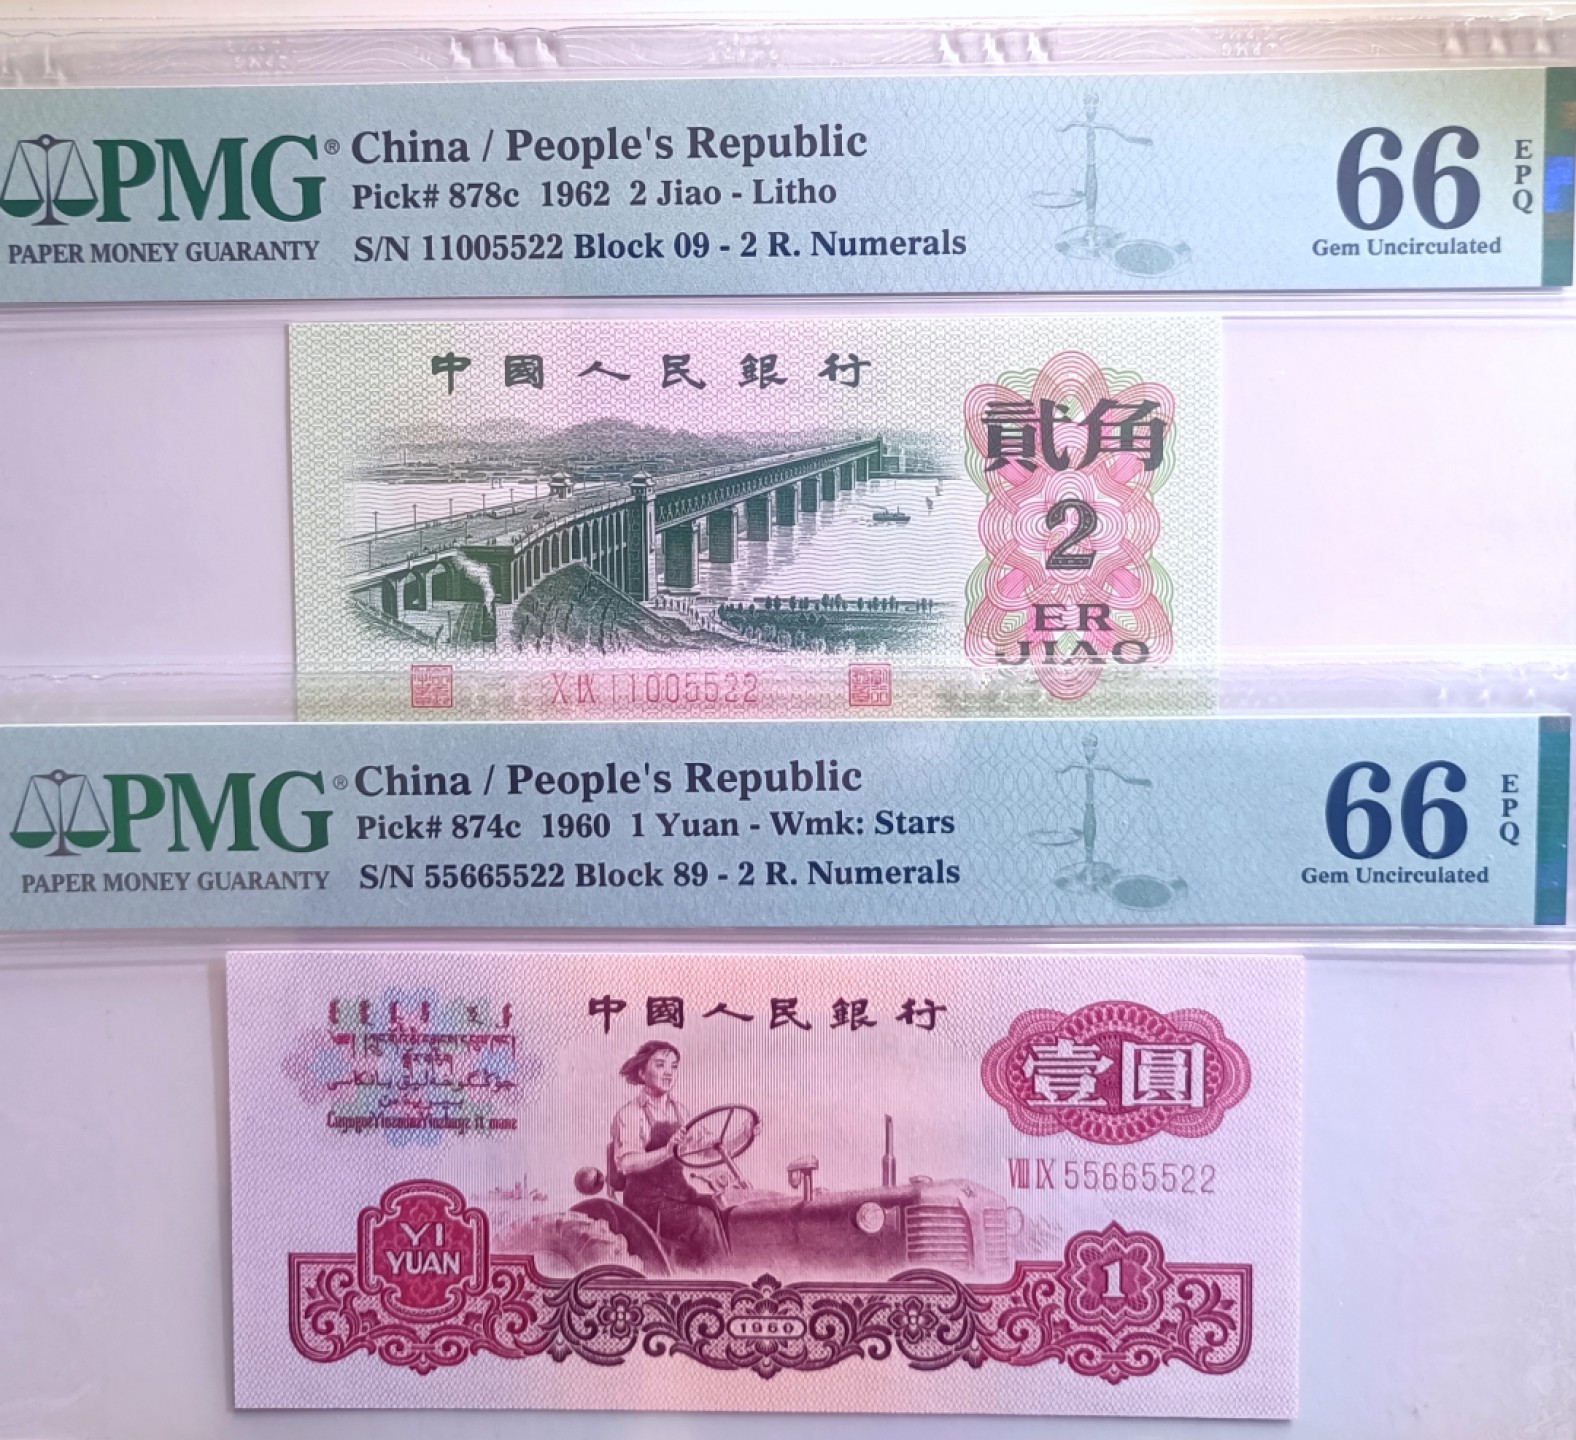 PMG® China / People's Republic
Pick# 878c 1962 2 Jiao - Litho
PAPER MONEY GUARANTY
S/N 11005522 Block 09 - 2 R. Numerals
66
EPQ
Gem Uncirculated
中國人民銀行
貳角
2
ER
JIAO
X IX 11005522
PMG® China / People's Republic
Pick# 874c 1960 1 Yuan - Wmk: Stars
PAPER MONEY GUARANTY
S/N 55665522 Block 89 - 2 R. Numerals
66
EPQ
Gem Uncirculated
中國人民銀行
壹圓
VIII IX 55665522
YI
YUAN
1
1960